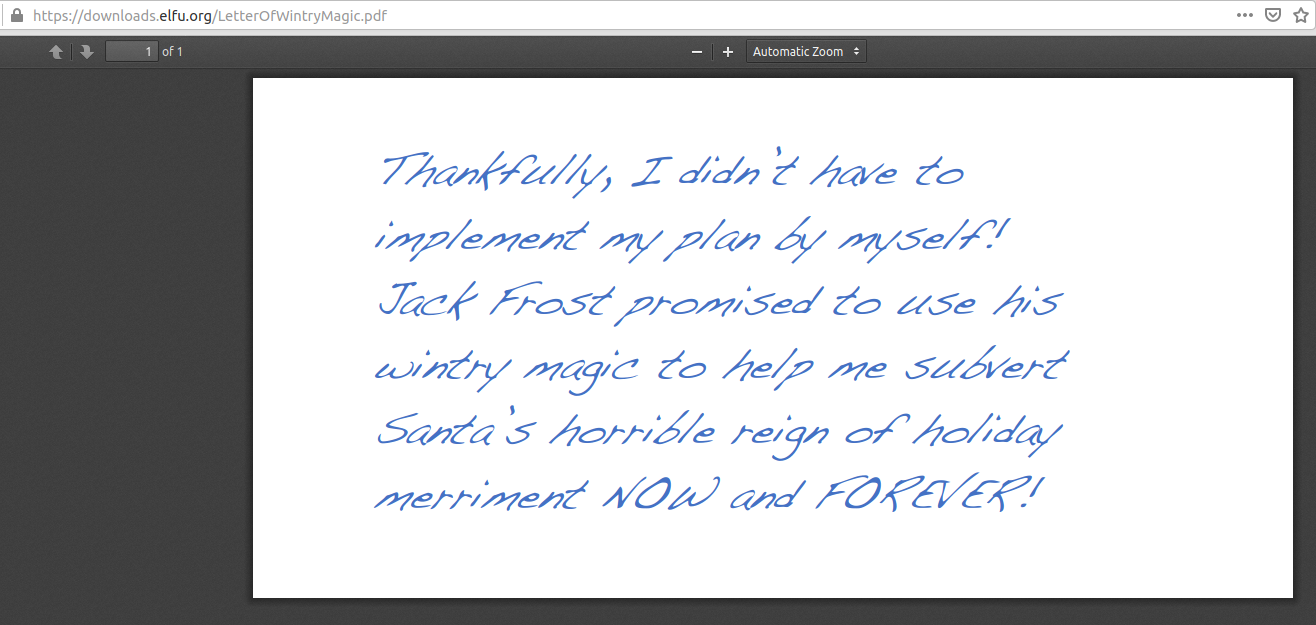 https://downloads.elfu.org/LetterOfWintryMagic.pdf
1 of 1
Automatic Zoom
Thankfully, I didn't have to
implement my plan by myself!
Jack Frost promised to use his
wintry magic to help me subvert
Santa's horrible reign of holiday
merriment NOW and FOREVER!